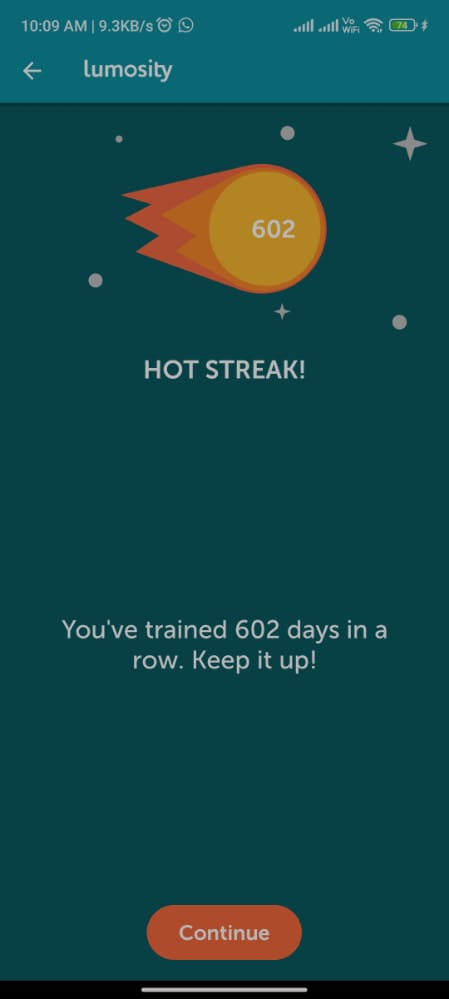 10:09 AM | 9.3KB/s
Vo
WiFi
74
lumosity
602
HOT STREAK!
You've trained 602 days in a
row. Keep it up!
Continue